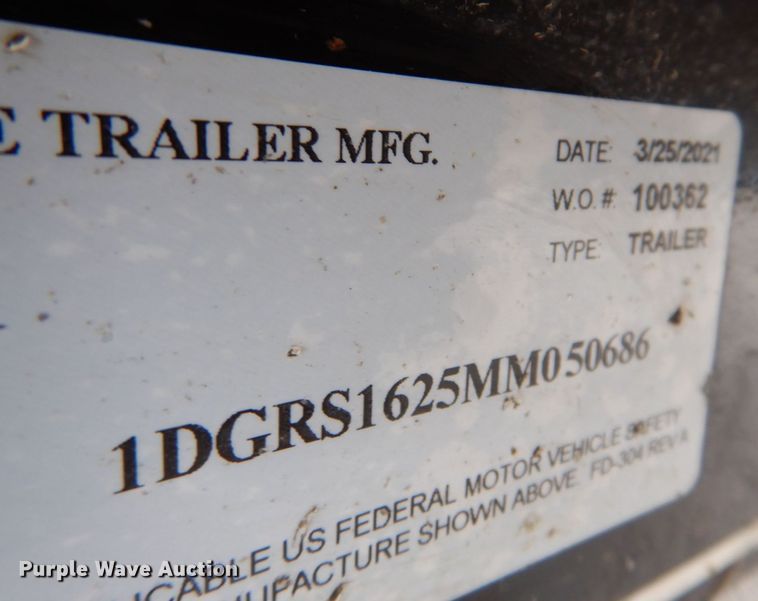 E TRAILER MFG.
DATE: 3/25/2021
W.O. #: 100362
TYPE: TRAILER
1DGRS1625MM050686
ICABLE US FEDERAL MOTOR VEHICLE SAFETY
NUFACTURE SHOWN ABOVE. FD-304 REV A
Purple Wave Auction